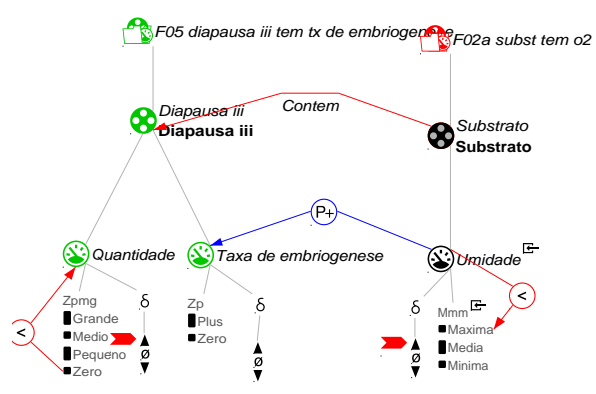 F05 diapausa iii tem tx de embriogenese
F02a subst tem o2
Contem
Diapausa iii
Diapausa iii
Substrato
Substrato
P+
Quantidade
Taxa de embriogenese
Umidade
Zpmg
Grande
Medio
Pequeno
Zero
δ
ø
<
Zp
Plus
Zero
δ
ø
δ
ø
Mmm
Maxima
Media
Minima
<